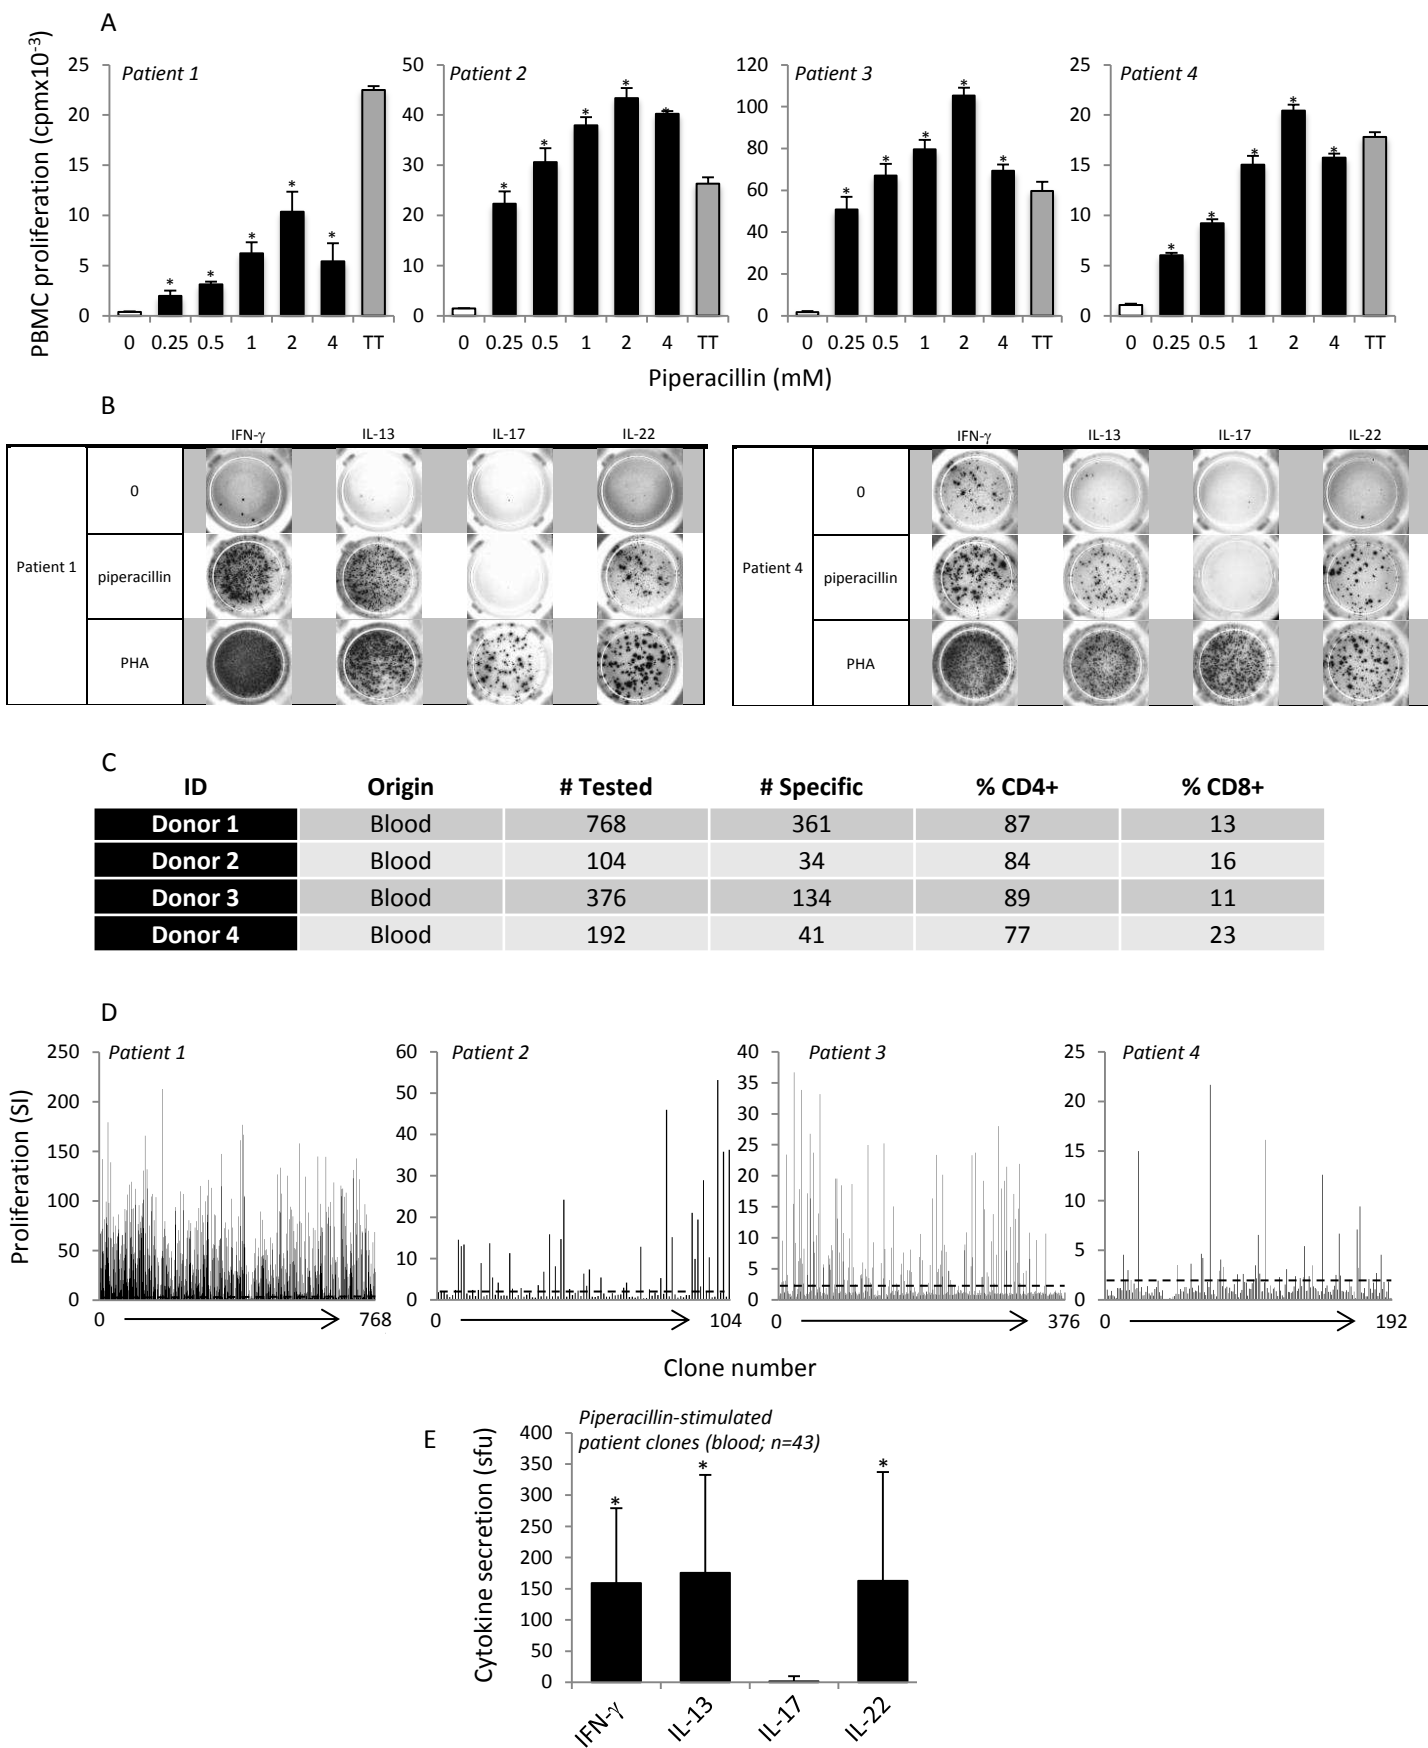 A
PBMC proliferation (cpmx10-3)
Patient 1
25
20
15
10
5
0
* * * * *
0 0.25 0.5 1 2 4 TT
Patient 2
50
40
30
20
10
0
* * * * *
0 0.25 0.5 1 2 4 TT
Patient 3
120
100
80
60
40
20
0
* * * * *
0 0.25 0.5 1 2 4 TT
Patient 4
25
20
15
10
5
0
* * * * *
0 0.25 0.5 1 2 4 TT
Piperacillin (mM)
B
IFN-γ IL-13 IL-17 IL-22
Patient 1
0
piperacillin
PHA
IFN-γ IL-13 IL-17 IL-22
Patient 4
0
piperacillin
PHA
C
ID Origin # Tested # Specific % CD4+ % CD8+
Donor 1 Blood 768 361 87 13
Donor 2 Blood 104 34 84 16
Donor 3 Blood 376 134 89 11
Donor 4 Blood 192 41 77 23
D
Proliferation (SI)
Patient 1
250
200
150
100
50
0
0 768
Patient 2
60
50
40
30
20
10
0
0 104
Patient 3
40
35
30
25
20
15
10
5
0
0 376
Patient 4
25
20
15
10
5
0
0 192
Clone number
E
Cytokine secretion (sfu)
Piperacillin-stimulated
patient clones (blood; n=43)
400
350
300
250
200
150
100
50
0
* * *
IFN-γ IL-13 IL-17 IL-22